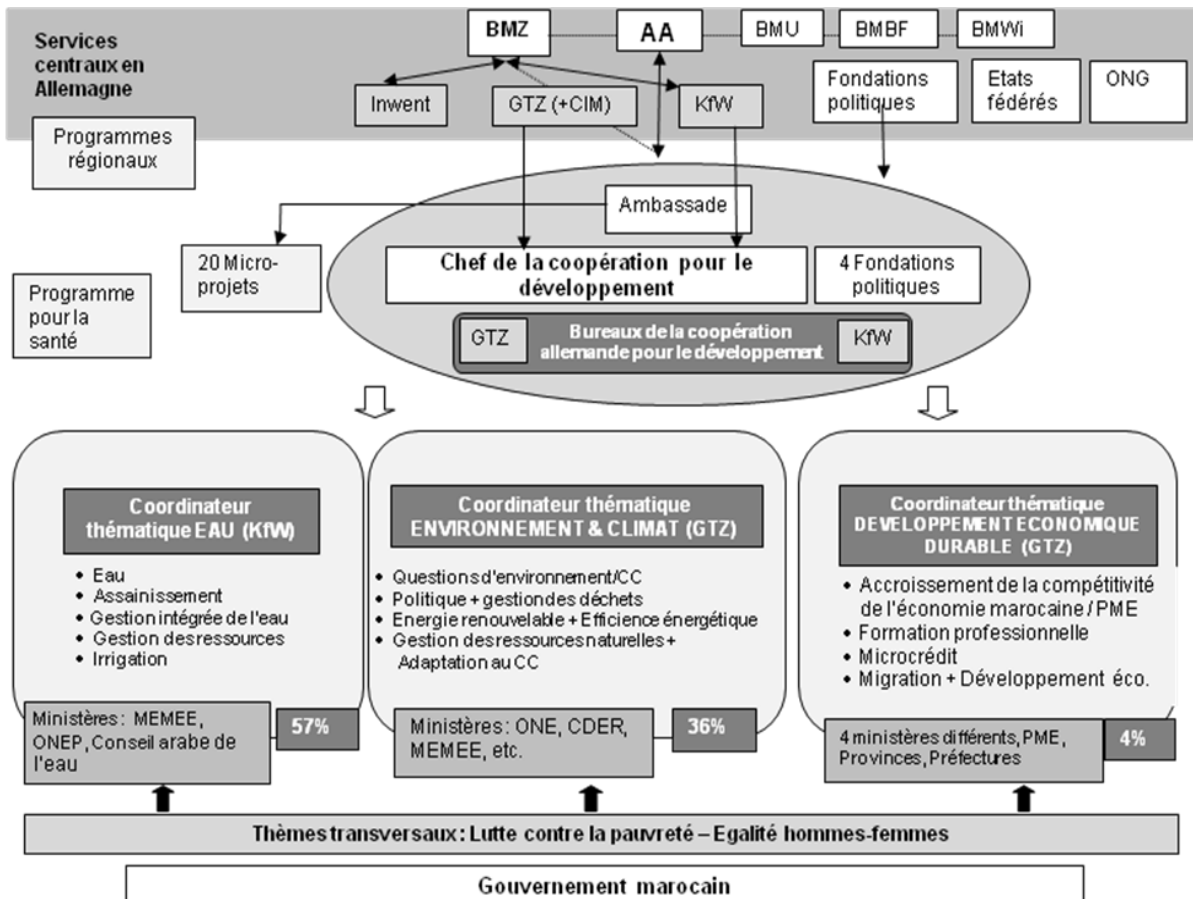 Services
centraux en
Allemagne
BMZ
AA
BMU
BMBF
BMWi
Inwent
GTZ (+CIM)
KfW
Fondations
politiques
Etats
fédérés
ONG
Programmes
régionaux
Ambassade
20 Micro-
projets
Chef de la coopération pour le
développement
4 Fondations
politiques
Programme
pour la
santé
GTZ
Bureaux de la coopération
allemande pour le développement
KfW
Coordinateur
thématique EAU (KfW)
• Eau
• Assainissement
• Gestion intégrée de l'eau
• Gestion des ressources
• Irrigation
Ministères : MEMEE,
ONEP, Conseil arabe de
l'eau
57%
Coordinateur thématique
ENVIRONNEMENT & CLIMAT (GTZ)
• Questions d'environnement/CC
• Politique + gestion des déchets
• Energie renouvelable + Efficience énergétique
• Gestion des ressources naturelles +
Adaptation au CC
Ministères : ONE, CDER,
MEMEE, etc.
36%
Coordinateur thématique
DEVELOPPEMENT ECONOMIQUE
DURABLE (GTZ)
• Accroissement de la compétitivité
de l'économie marocaine / PME
• Formation professionnelle
• Microcrédit
• Migration + Développement éco.
4 ministères différents, PME,
Provinces, Préfectures
4%
Thèmes transversaux : Lutte contre la pauvreté – Egalité hommes-femmes
Gouvernement marocain